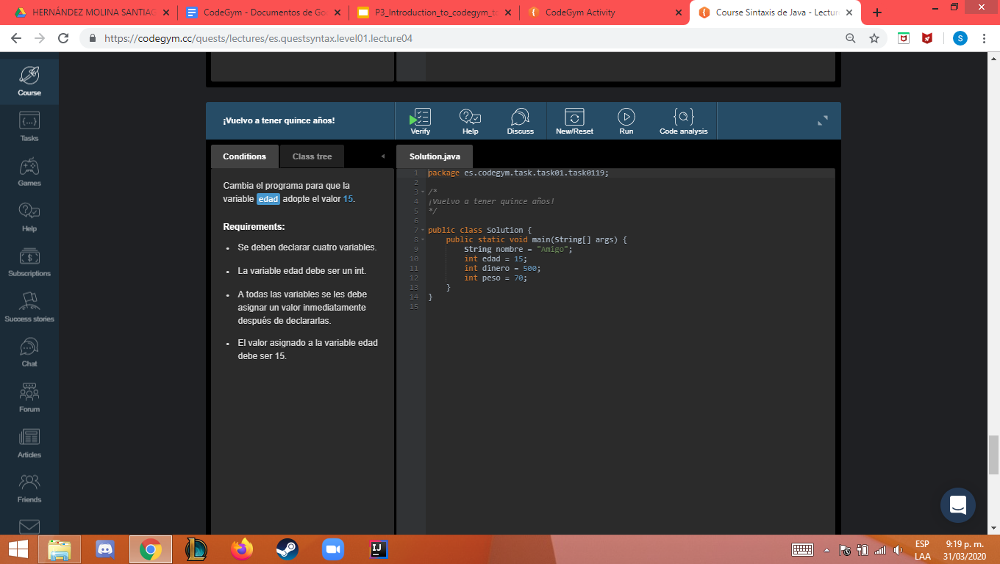 HERNÁNDEZ MOLINA SANTIAG
CodeGym - Documentos de Go
P3_Introduction_to_codegym_t
CodeGym Activity
Course Sintaxis de Java - Lectur
https://codegym.cc/quests/lectures/es.questsyntax.level01.lecture04
S
Course
Tasks
Games
Help
Subscriptions
Success stories
Chat
Forum
Articles
Friends
¡Vuelvo a tener quince años!
Verify
Help
Discuss
New/Reset
Run
Code analysis
Conditions
Class tree
Solution.java
Cambia el programa para que la
variable edad adopte el valor 15.
Requirements:
• Se deben declarar cuatro variables.
• La variable edad debe ser un int.
• A todas las variables se les debe
asignar un valor inmediatamente
después de declararlas.
• El valor asignado a la variable edad
debe ser 15.
1 package es.codegym.task.task01.task0119;
2
3 /*
4 ¡Vuelvo a tener quince años!
5 */
6
7 public class Solution {
8 public static void main(String[] args) {
9 String nombre = "Amigo";
10 int edad = 15;
11 int dinero = 500;
12 int peso = 70;
13 }
14 }
15
IJ
ESP
LAA
9:19 p. m.
31/03/2020